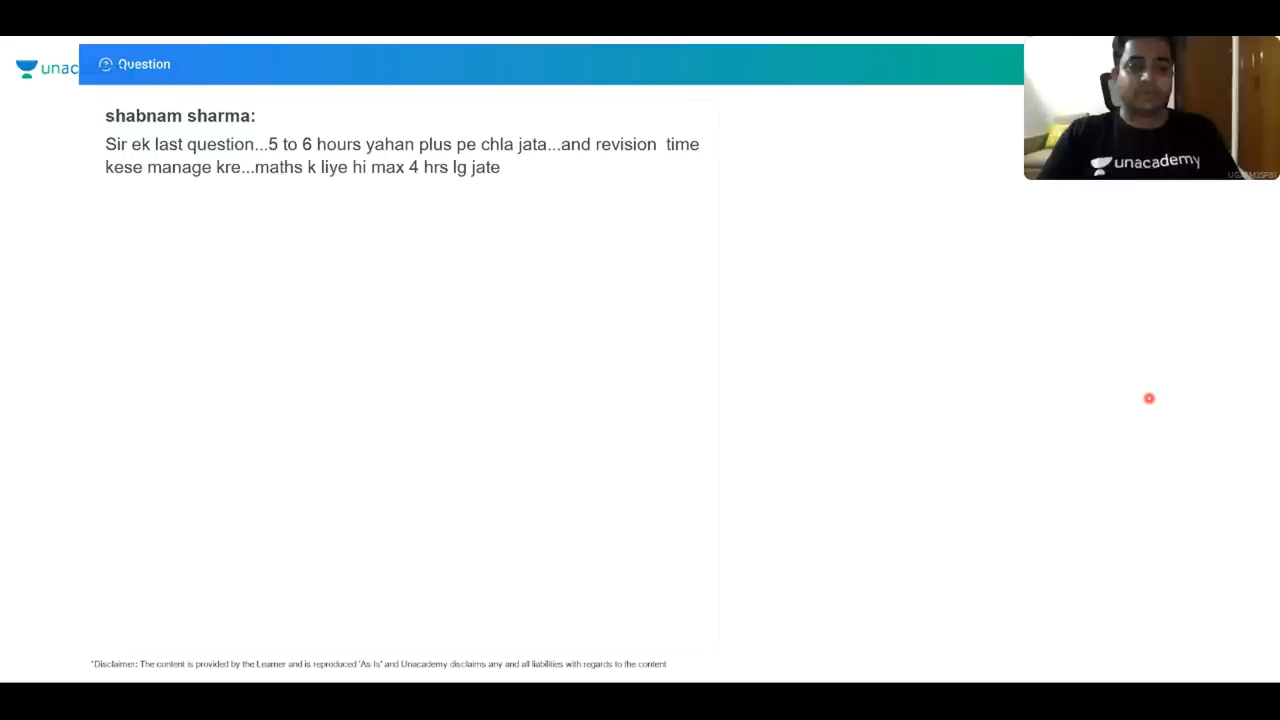 unac
Question
shabnam sharma:
Sir ek last question...5 to 6 hours yahan plus pe chla jata...and revision time
kese manage kre...maths k liye hi max 4 hrs lg jate
unacademy
*Disclaimer: The content is provided by the Learner and is reproduced 'As Is' and Unacademy disclaims any and all liabilities with regards to the content